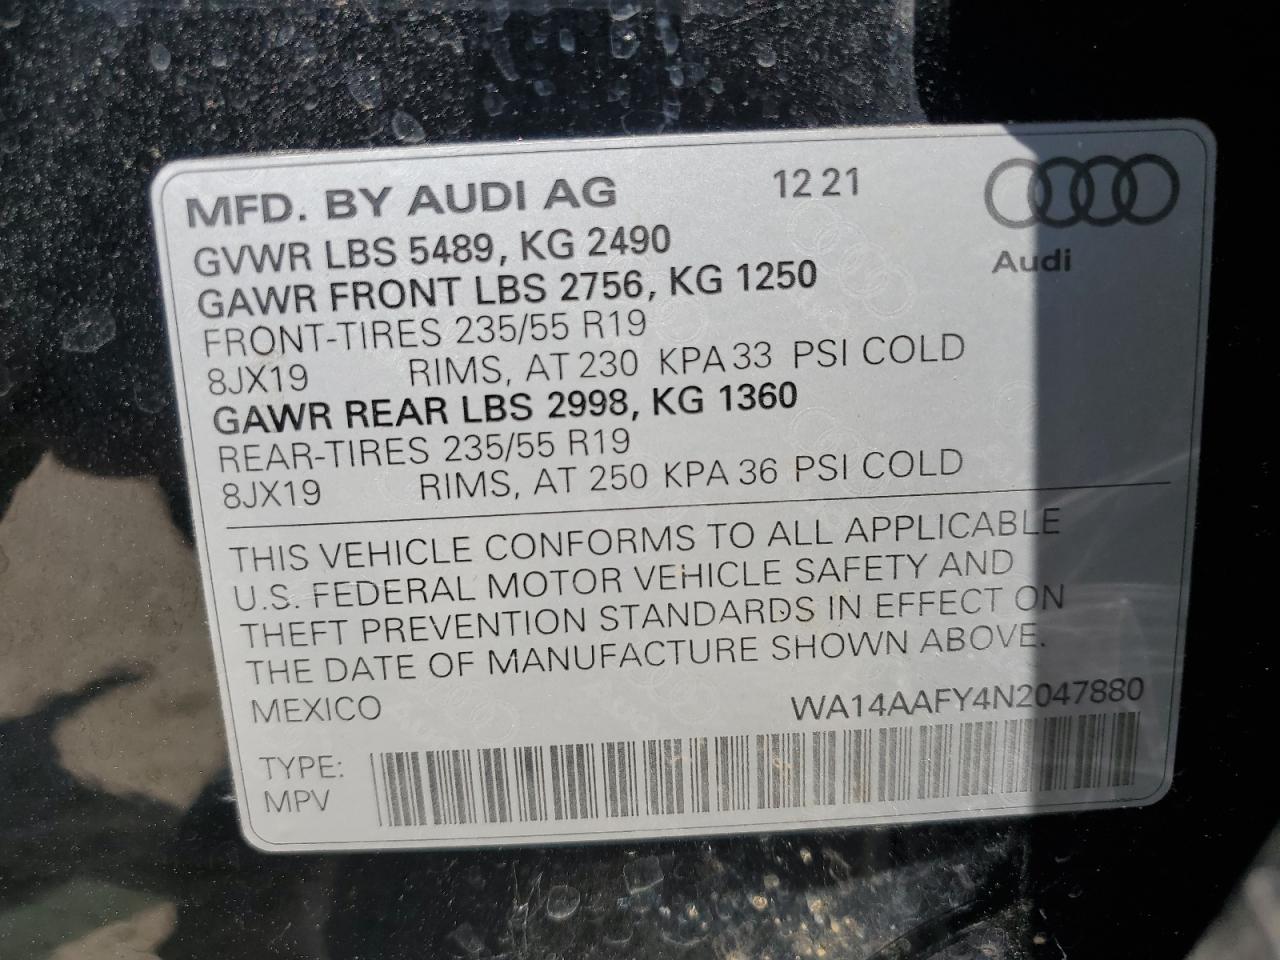 MFD. BY AUDI AG 12 21
Audi
GVWR LBS 5489, KG 2490
GAWR FRONT LBS 2756, KG 1250
FRONT-TIRES 235/55 R19
8JX19 RIMS, AT 230 KPA 33 PSI COLD
GAWR REAR LBS 2998, KG 1360
REAR-TIRES 235/55 R19
8JX19 RIMS, AT 250 KPA 36 PSI COLD
THIS VEHICLE CONFORMS TO ALL APPLICABLE
U.S. FEDERAL MOTOR VEHICLE SAFETY AND
THEFT PREVENTION STANDARDS IN EFFECT ON
THE DATE OF MANUFACTURE SHOWN ABOVE.
MEXICO WA14AAFY4N2047880
TYPE:
MPV